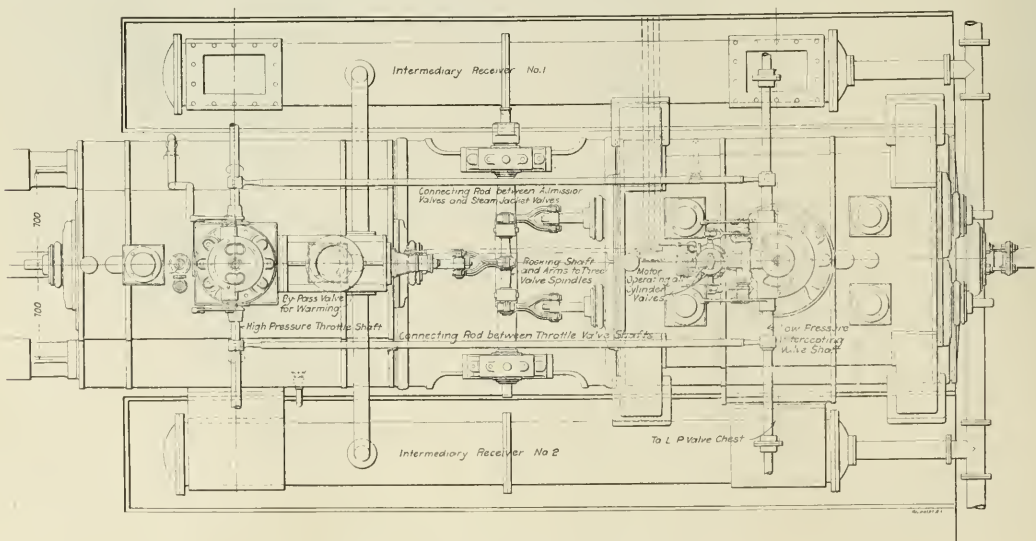 Intermediary Receiver No.1
Connecting Rod between Admission
Valves and Steam Jacket Valves
700
700
Rocking Shaft
and Arms to Three
Valve Spindles
Motor
Operating all
Cylinder
Valves
By-Pass Valve
for Warming
High Pressure Throttle Shaft
Connecting Rod between Throttle Valve Shafts
Low Pressure
Valve Shaft
To L P Valve Chest
Intermediary Receiver No 2